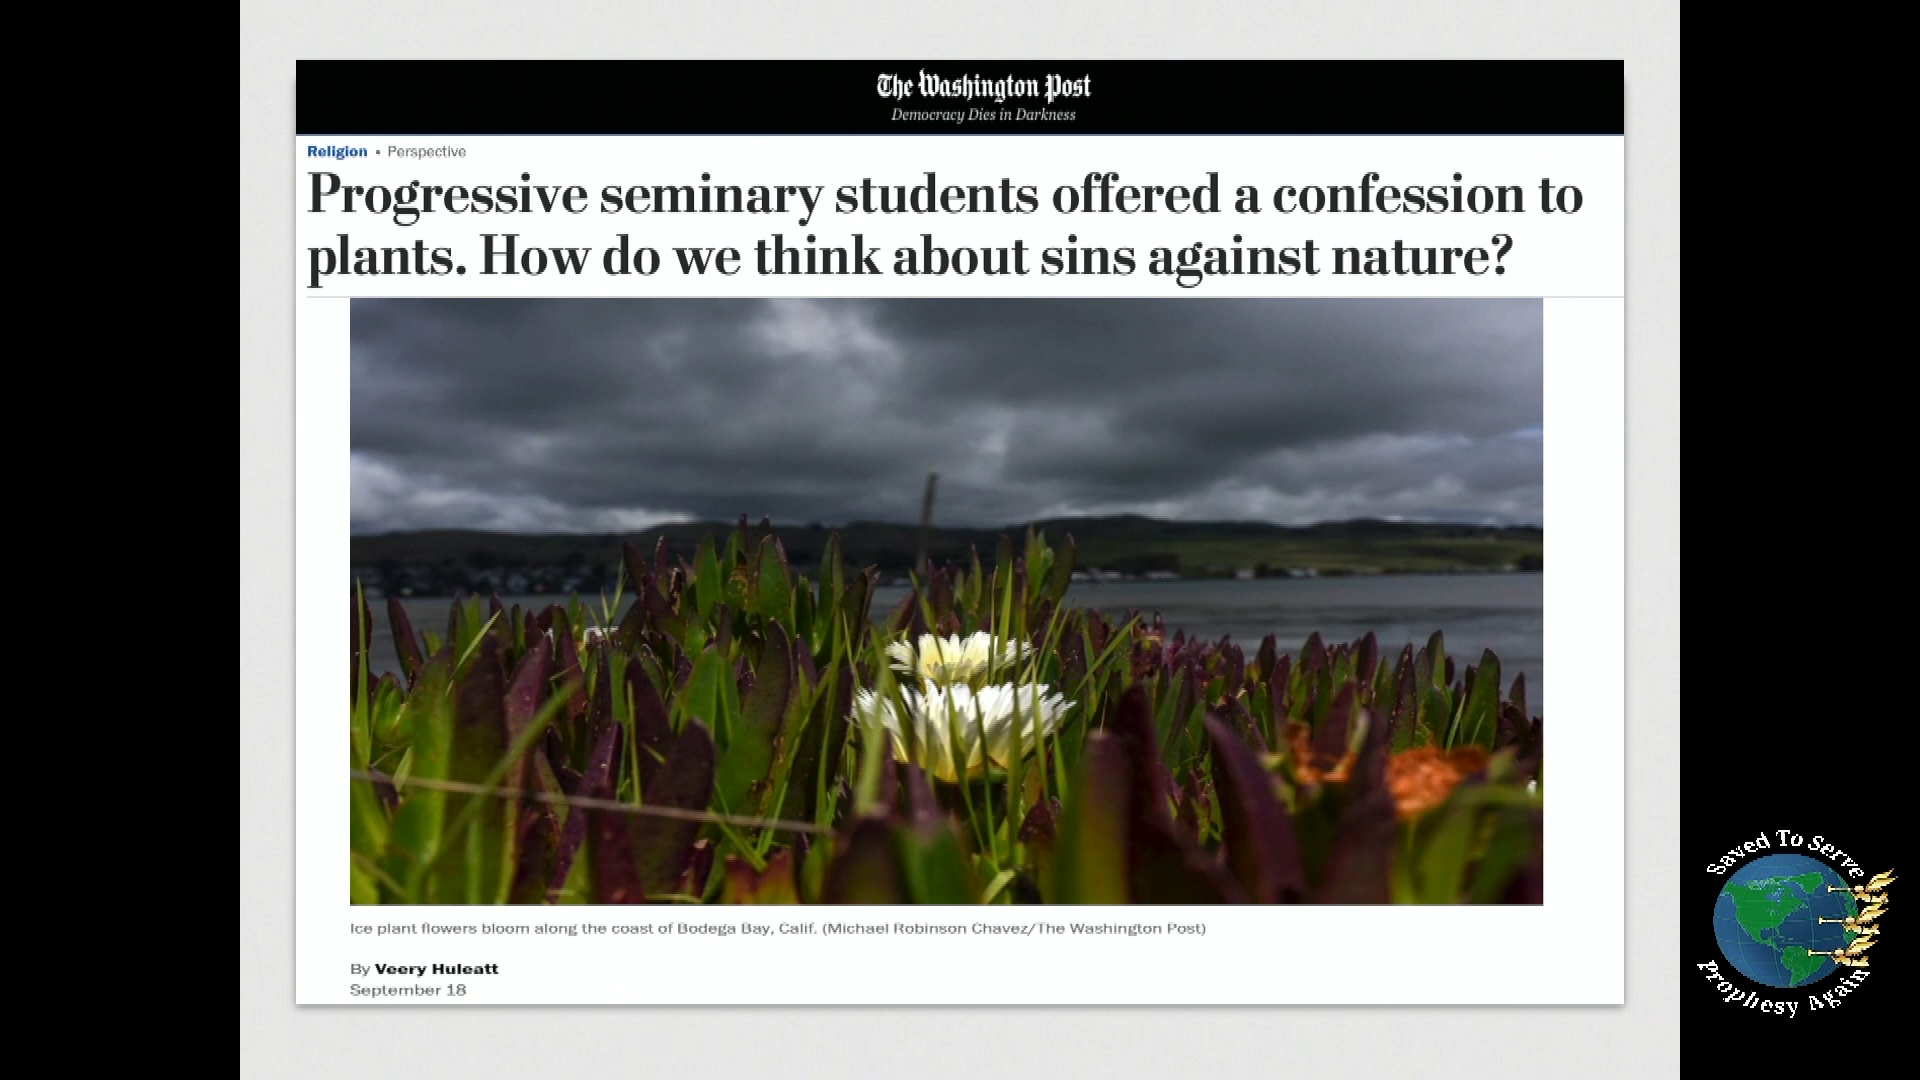 The Washington Post
Democracy Dies in Darkness
Religion • Perspective
Progressive seminary students offered a confession to
plants. How do we think about sins against nature?
Ice plant flowers bloom along the coast of Bodega Bay, Calif. (Michael Robinson Chavez/The Washington Post)
By Veery Huleatt
September 18
Saved To Serve
Prophesy Again